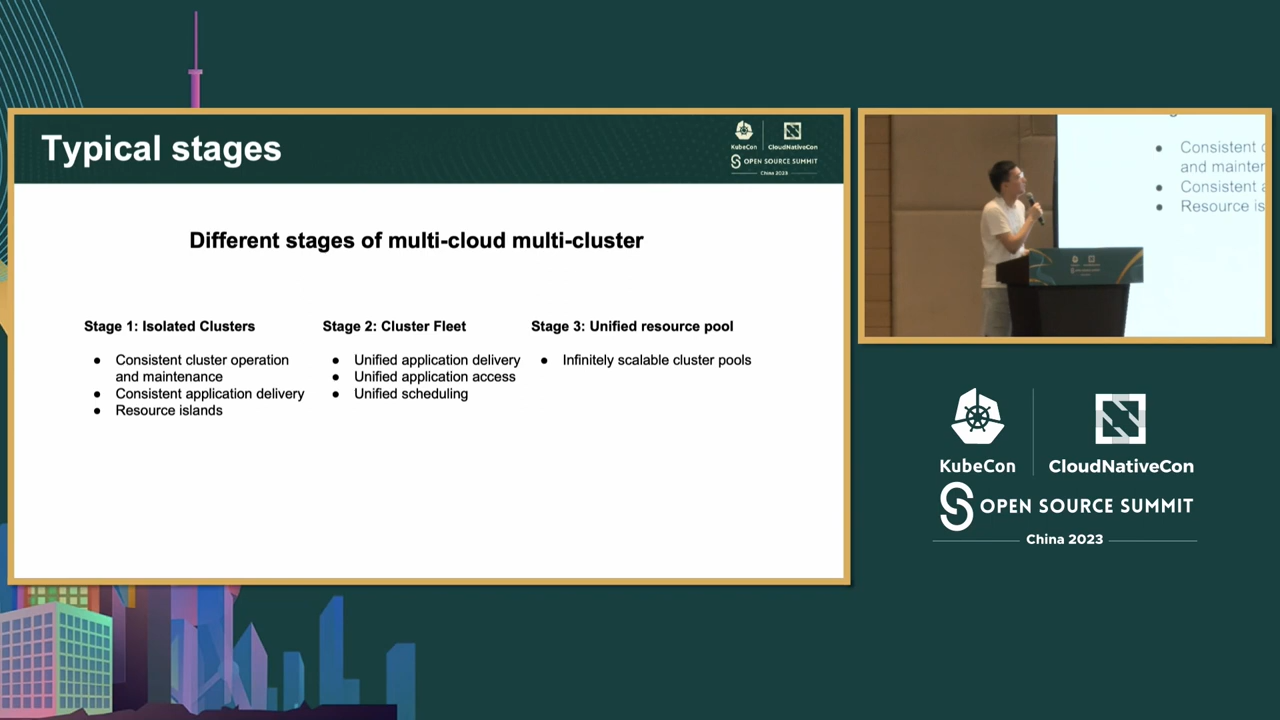 Typical stages
KubeCon
CloudNativeCon
OPEN SOURCE SUMMIT
China 2023
Different stages of multi-cloud multi-cluster
Stage 1: Isolated Clusters
● Consistent cluster operation
and maintenance
● Consistent application delivery
● Resource islands
Stage 2: Cluster Fleet
● Unified application delivery
● Unified application access
● Unified scheduling
Stage 3: Unified resource pool
● Infinitely scalable cluster pools
● Consistent
and mainten
● Consistent
● Resource is
KubeCon
CloudNativeCon
OPEN SOURCE SUMMIT
China 2023